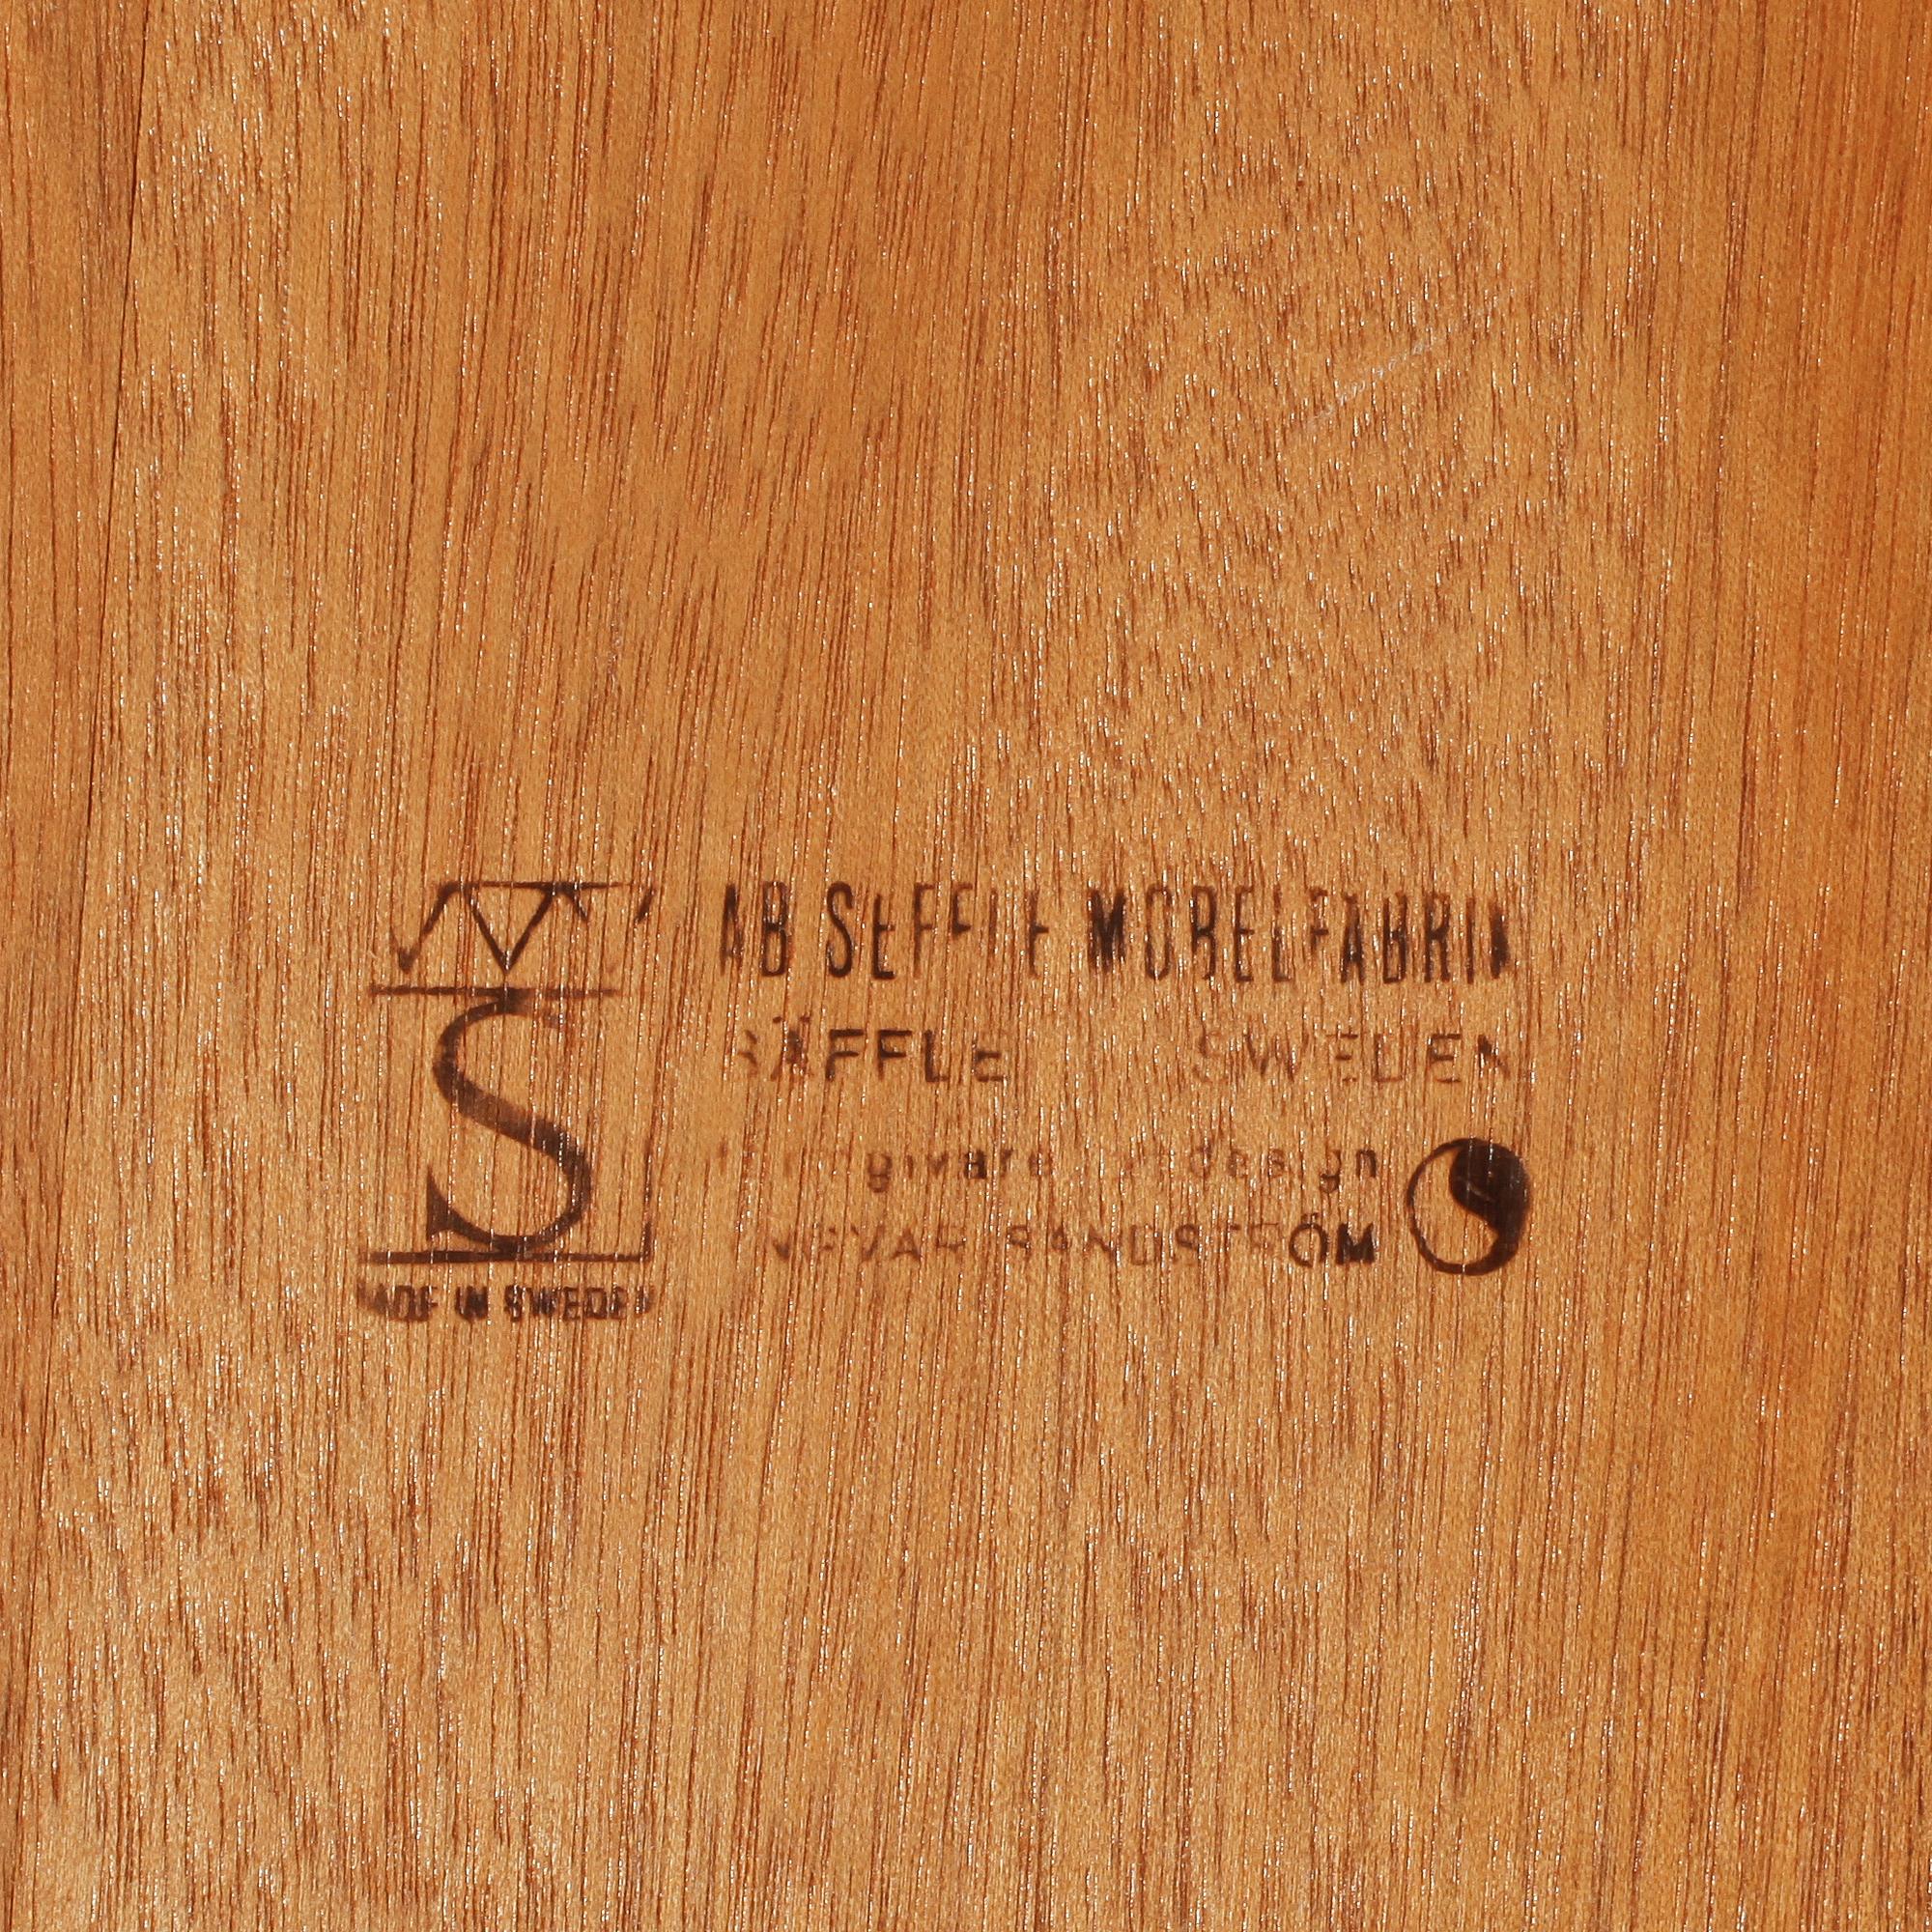 S
MADE IN SWEDEN
AB SEFFLE MÖBELFABRIK
SÄFFLE SWEDEN
design
INGVAR SANDSTRÖM